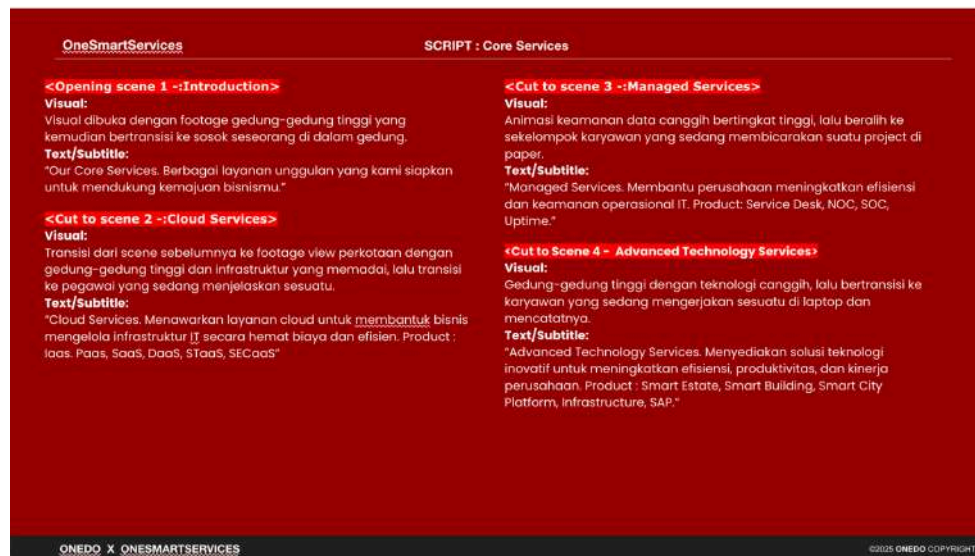 OneSmartServices
SCRIPT : Core Services
<Opening scene 1 -:Introduction>
Visual:
Visual dibuka dengan footage gedung-gedung tinggi yang
kemudian bertransisi ke sosok seseorang di dalam gedung.
Text/Subtitle:
“Our Core Services. Berbagai layanan unggulan yang kami siapkan
untuk mendukung kemajuan bisnismu.”
<Cut to scene 2 -:Cloud Services>
Visual:
Transisi dari scene sebelumnya ke footage view perkotaan dengan
gedung-gedung tinggi dan infrastruktur yang memadai, lalu transisi
ke pegawai yang sedang menjelaskan sesuatu.
Text/Subtitle:
“Cloud Services. Menawarkan layanan cloud untuk membantuk bisnis
mengelola infrastruktur IT secara hemat biaya dan efisien. Product :
Iaas. Paas, SaaS, DaaS, STaaS, SECaaS”
<Cut to scene 3 -:Managed Services>
Visual:
Animasi keamanan data canggih bertingkat tinggi, lalu beralih ke
sekelompok karyawan yang sedang membicarakan suatu project di
paper.
Text/Subtitle:
“Managed Services. Membantu perusahaan meningkatkan efisiensi
dan keamanan operasional IT. Product: Service Desk, NOC, SOC,
Uptime.”
<Cut to Scene 4 - Advanced Technology Services>
Visual:
Gedung-gedung tinggi dengan teknologi canggih, lalu bertransisi ke
karyawan yang sedang mengerjakan sesuatu di laptop dan
mencatatnya.
Text/Subtitle:
“Advanced Technology Services. Menyediakan solusi teknologi
inovatif untuk meningkatkan efisiensi, produktivitas, dan kinerja
perusahaan. Product : Smart Estate, Smart Building, Smart City
Platform, Infrastructure, SAP.”
ONEDO X ONESMARTSERVICES
©2025 ONEDO COPYRIGHT